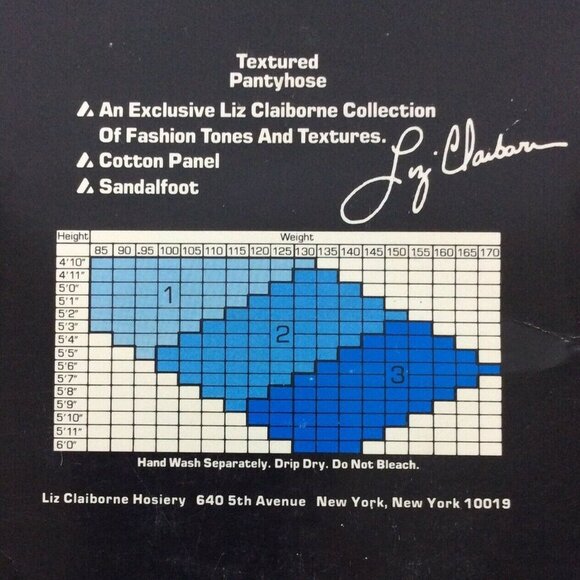 Textured
Pantyhose
An Exclusive Liz Claiborne Collection
Of Fashion Tones And Textures.
Cotton Panel
Sandalfoot
Liz Claiborne
Height Weight
85 90 95 100 105 110 115 120 125 130 135 140 145 150 155 160 165 170
4'10"
4'11"
5'0"
5'1"
5'2"
5'3"
5'4"
5'5"
5'6"
5'7"
5'8"
5'9"
5'10"
5'11"
6'0"
1
2
3
Hand Wash Separately. Drip Dry. Do Not Bleach.
Liz Claiborne Hosiery 640 5th Avenue New York, New York 10019